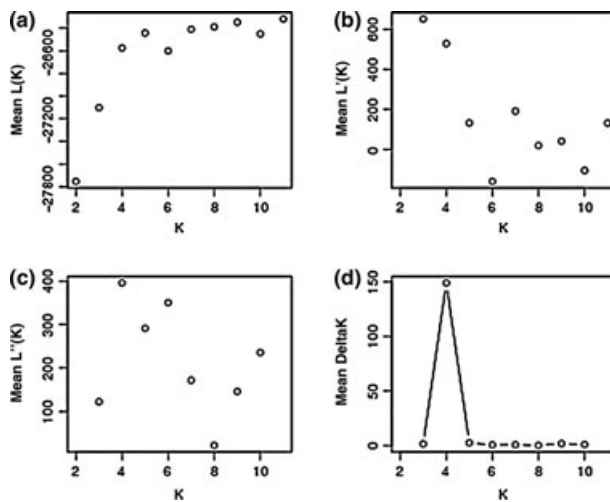 (a)
Mean L(K)
-26600
-27200
-27800
2 4 6 8 10
K
(b)
Mean L'(K)
600
400
200
0
2 4 6 8 10
K
(c)
Mean L''(K)
400
300
200
100
2 4 6 8 10
K
(d)
Mean DeltaK
150
100
50
0
2 4 6 8 10
K